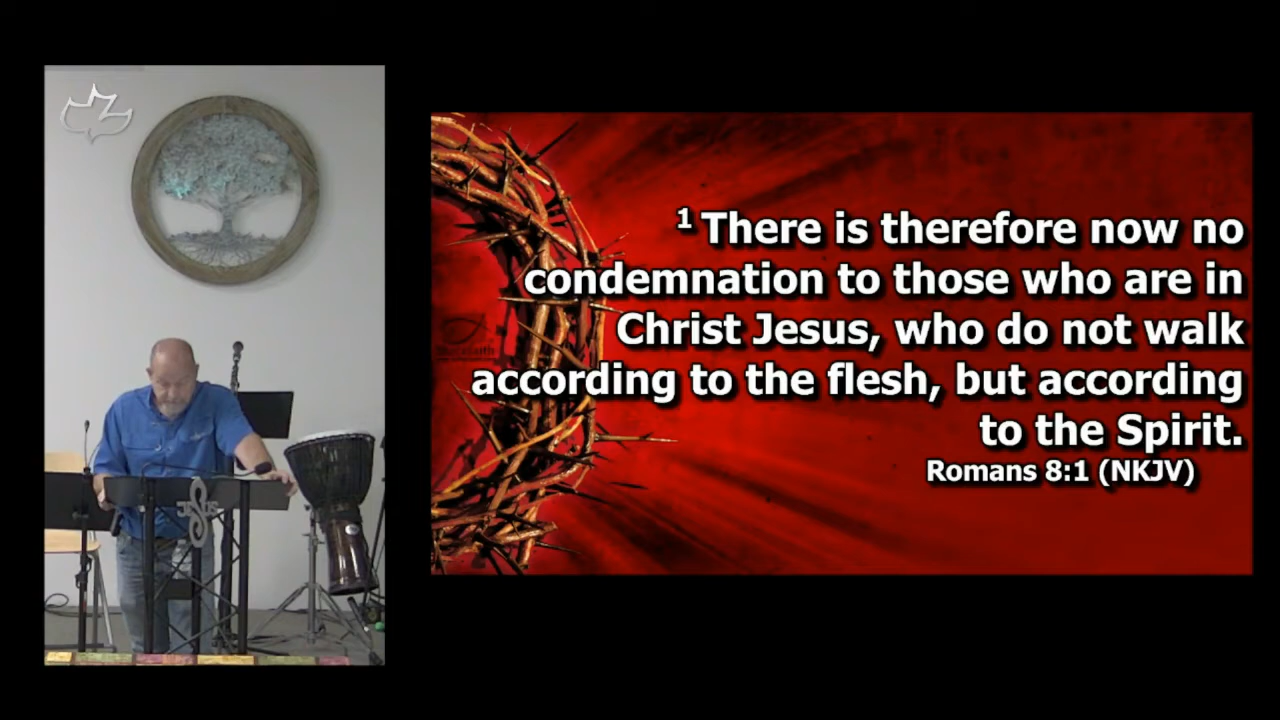 ¹ There is therefore now no
condemnation to those who are in
Christ Jesus, who do not walk
according to the flesh, but according
to the Spirit.
Romans 8:1 (NKJV)
JESUS